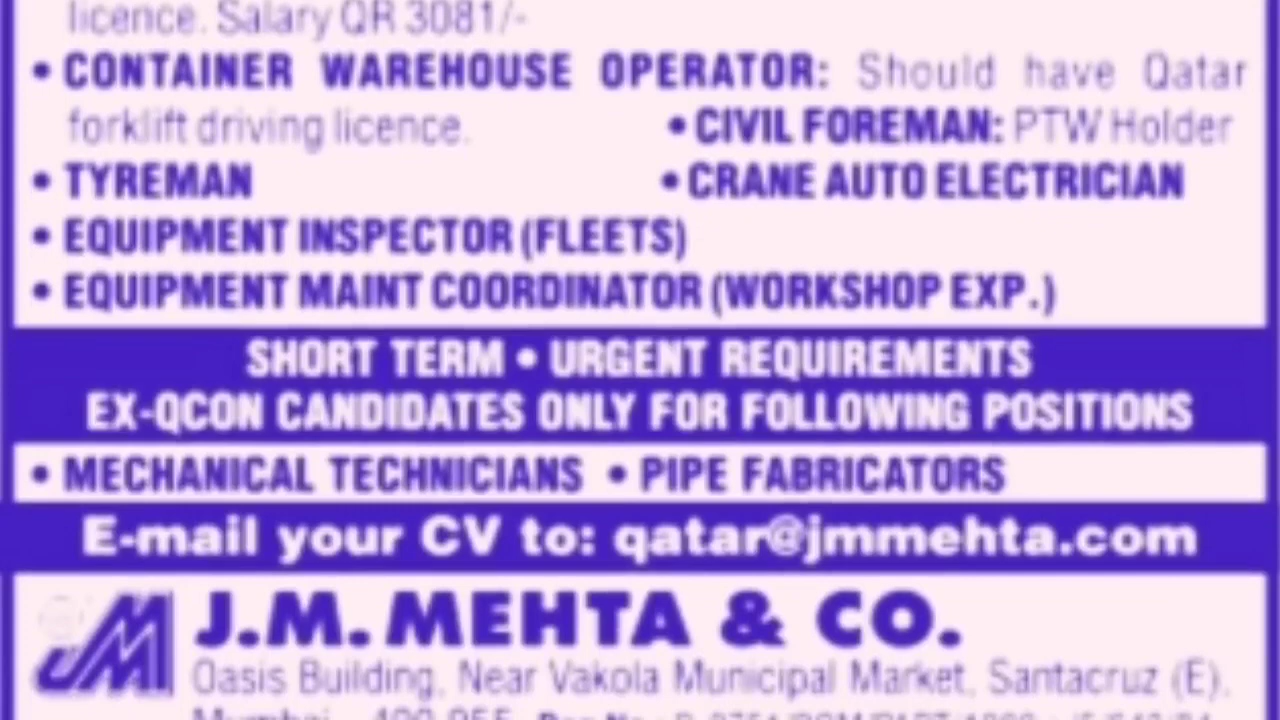 licence. Salary QR 3081/-
• CONTAINER WAREHOUSE OPERATOR: Should have Qatar
forklift driving licence. • CIVIL FOREMAN: PTW Holder
• TYREMAN • CRANE AUTO ELECTRICIAN
• EQUIPMENT INSPECTOR (FLEETS)
• EQUIPMENT MAINT COORDINATOR (WORKSHOP EXP.)
SHORT TERM • URGENT REQUIREMENTS
EX-QCON CANDIDATES ONLY FOR FOLLOWING POSITIONS
• MECHANICAL TECHNICIANS • PIPE FABRICATORS
E-mail your CV to: qatar@jmmehta.com
JM J.M. MEHTA & CO.
Oasis Building, Near Vakola Municipal Market, Santacruz (E),
Mumbai